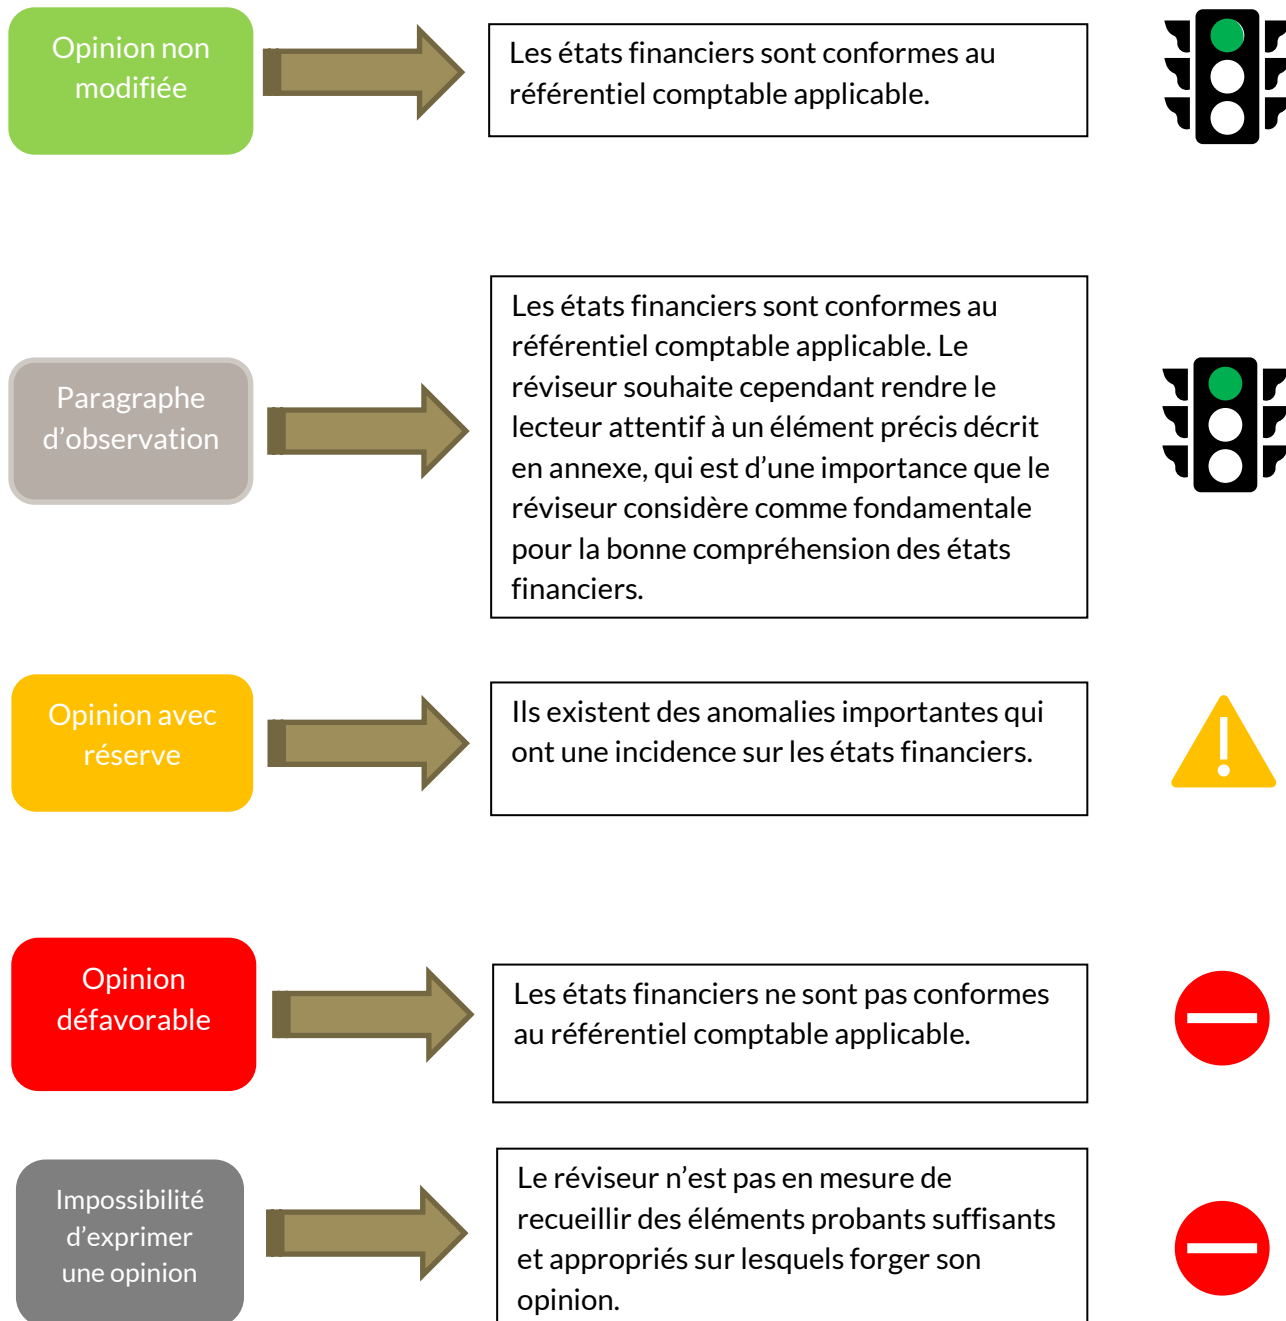 Opinion non
modifiée
Les états financiers sont conformes au
référentiel comptable applicable.
Paragraphe
d’observation
Les états financiers sont conformes au
référentiel comptable applicable. Le
réviseur souhaite cependant rendre le
lecteur attentif à un élément précis décrit
en annexe, qui est d’une importance que le
réviseur considère comme fondamentale
pour la bonne compréhension des états
financiers.
Opinion avec
réserve
Ils existent des anomalies importantes qui
ont une incidence sur les états financiers.
Opinion
défavorable
Les états financiers ne sont pas conformes
au référentiel comptable applicable.
Impossibilité
d’exprimer
une opinion
Le réviseur n’est pas en mesure de
recueillir des éléments probants suffisants
et appropriés sur lesquels forger son
opinion.